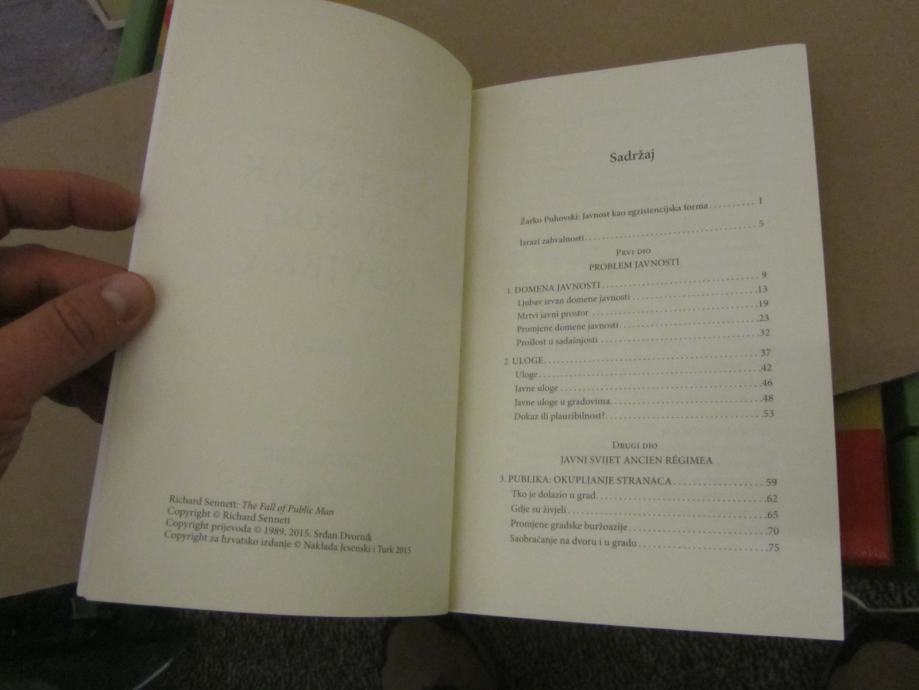 Richard Sennett: The Fall of Public Man
Copyright © Richard Sennett
Copyright prijevoda © 1989, 2015. Srđan Dvornik
Copyright za hrvatsko izdanje © Naklada Jesenski i Turk 2015
Sadržaj
Žarko Puhovski: Javnost kao egzistencijska forma .......... 1
Izrazi zahvalnosti .......... 5
Prvi dio
PROBLEM JAVNOSTI
1. DOMENA JAVNOSTI .......... 9
Ljubav izvan domene javnosti .......... 13
Mrtvi javni prostor .......... 19
Promjene domene javnosti .......... 23
Prošlost u sadašnjosti .......... 32
2. ULOGE .......... 37
Uloge .......... 42
Javne uloge .......... 46
Javne uloge u gradovima .......... 48
Dokaz ili plauzibilnost? .......... 53
Drugi dio
JAVNI SVIJET ANCIEN RÉGIMEA
3. PUBLIKA: OKUPLJANJE STRANACA .......... 59
Tko je dolazio u grad .......... 62
Gdje su živjeli .......... 65
Promjene gradske buržoazije .......... 70
Saobraćanje na dvoru i u gradu .......... 75